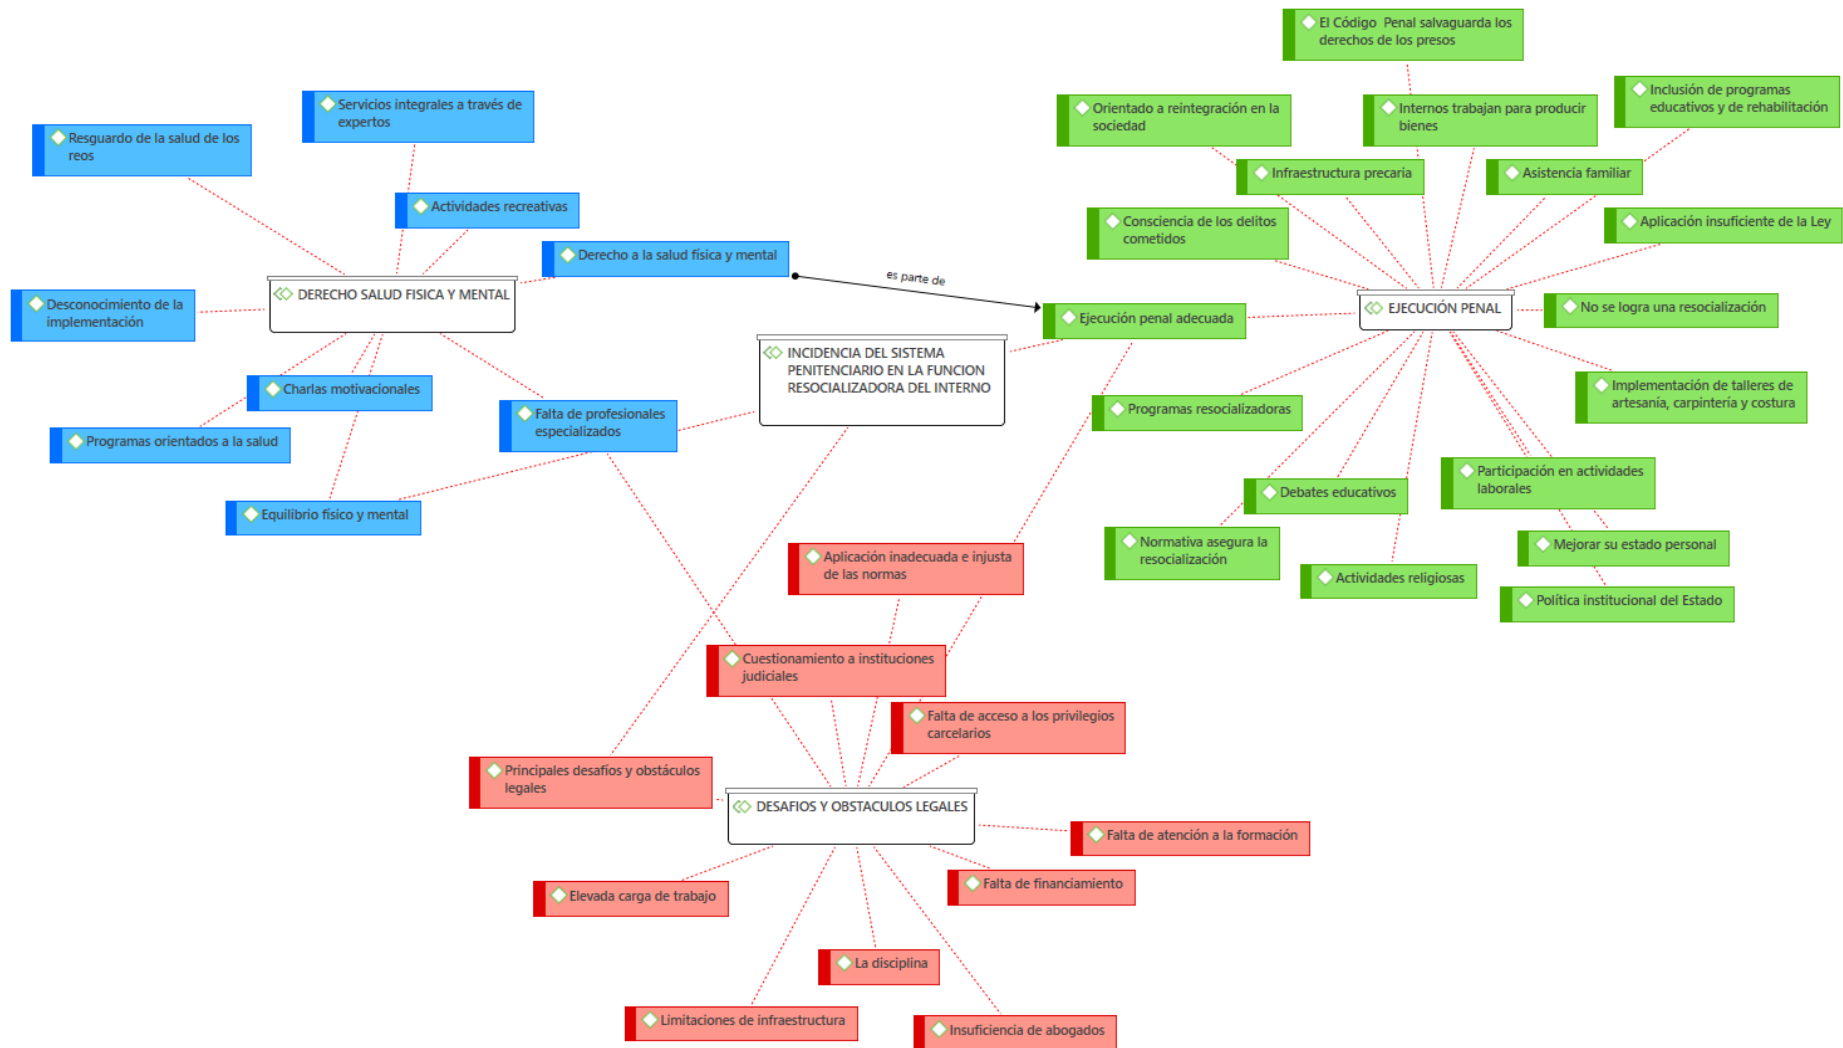 El Código Penal salvaguarda los
derechos de los presos
Inclusión de programas
educativos y de rehabilitación
Servicios integrales a través de
expertos
Orientado a reintegración en la
sociedad
Internos trabajan para producir
bienes
Resguardo de la salud de los
reos
Infraestructura precaria
Asistencia familiar
Actividades recreativas
Consciencia de los delitos
cometidos
Aplicación insuficiente de la Ley
Derecho a la salud física y mental
es parte de
DERECHO SALUD FISICA Y MENTAL
Desconocimiento de la
implementación
Ejecución penal adecuada
EJECUCIÓN PENAL
No se logra una resocialización
INCIDENCIA DEL SISTEMA
PENITENCIARIO EN LA FUNCION
RESOCIALIZADORA DEL INTERNO
Charlas motivacionales
Implementación de talleres de
artesanía, carpintería y costura
Falta de profesionales
especializados
Programas resocializadoras
Programas orientados a la salud
Participación en actividades
laborales
Debates educativos
Equilibrio físico y mental
Normativa asegura la
resocialización
Mejorar su estado personal
Aplicación inadecuada e injusta
de las normas
Actividades religiosas
Política institucional del Estado
Cuestionamiento a instituciones
judiciales
Falta de acceso a los privilegios
carcelarios
Principales desafíos y obstáculos
legales
DESAFIOS Y OBSTACULOS LEGALES
Falta de atención a la formación
Elevada carga de trabajo
Falta de financiamiento
La disciplina
Limitaciones de infraestructura
Insuficiencia de abogados